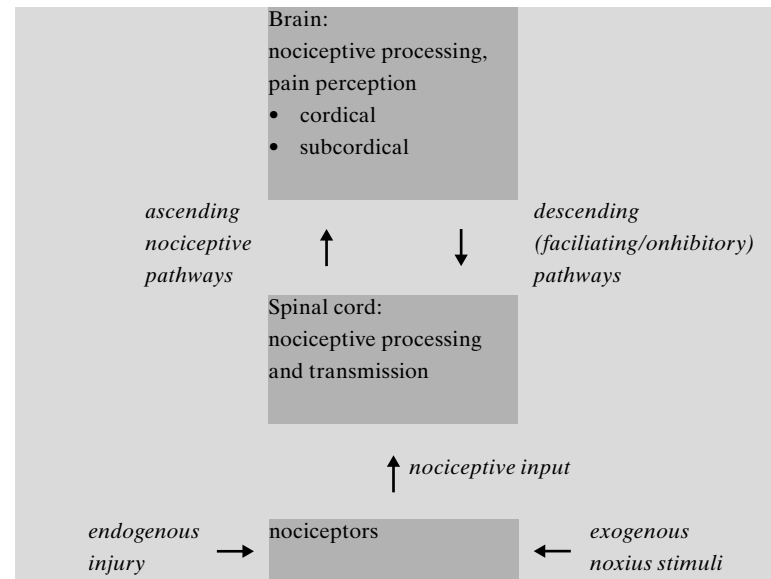 Brain:
nociceptive processing,
pain perception
• cordical
• subcordical
ascending
nociceptive
pathways
descending
(faciliating/onhibitory)
pathways
Spinal cord:
nociceptive processing
and transmission
nociceptive input
endogenous
injury
nociceptors
exogenous
noxius stimuli